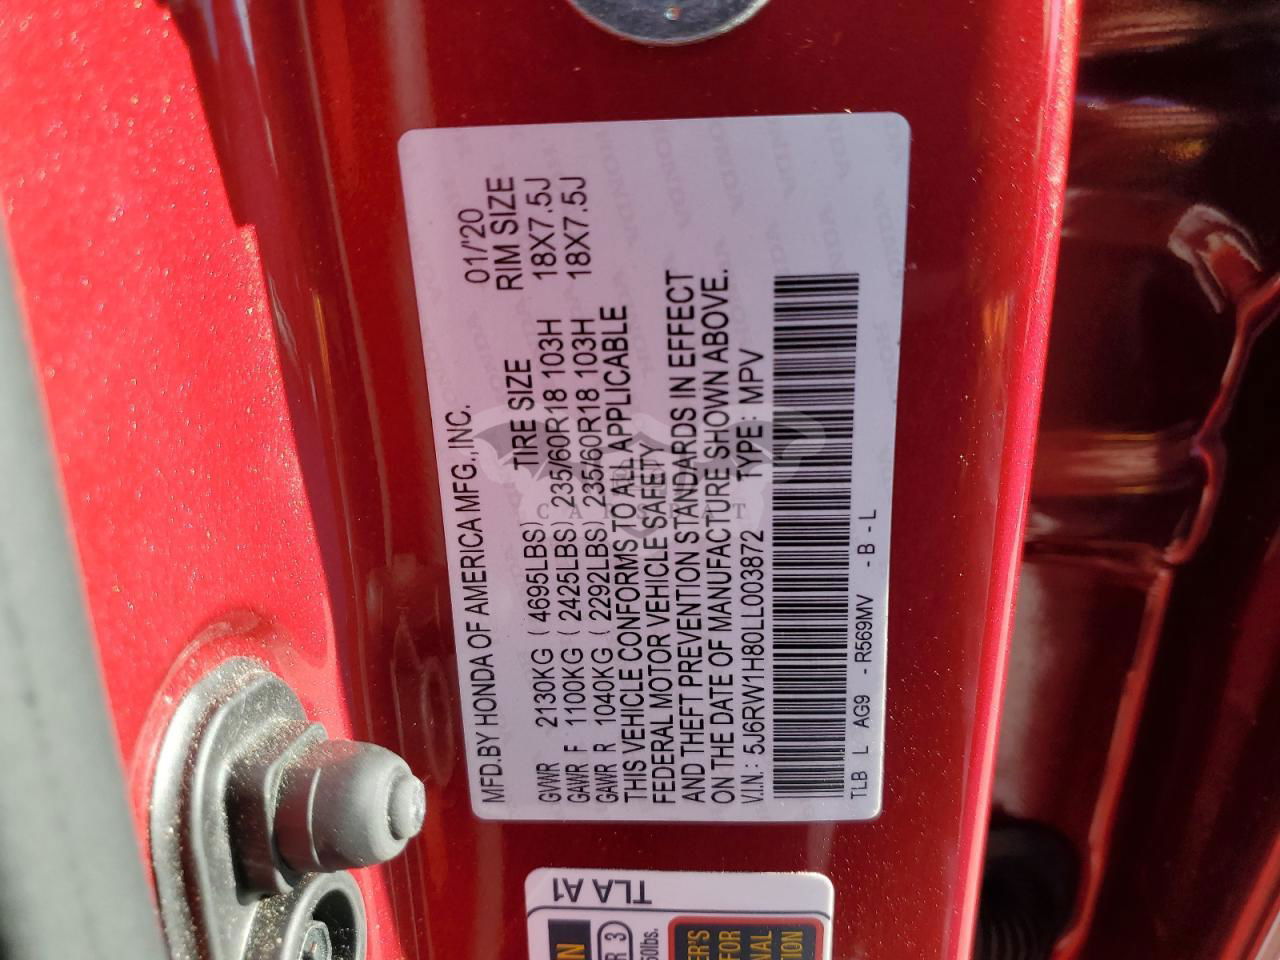 MFD.BY HONDA OF AMERICA MFG.,INC. 01/'20
TIRE SIZE RIM SIZE
GVWR 2130KG ( 4695LBS)
GAWR F 1100KG ( 2425LBS) 235/60R18 103H 18X7.5J
GAWR R 1040KG ( 2292LBS) 235/60R18 103H 18X7.5J
THIS VEHICLE CONFORMS TO ALL APPLICABLE
FEDERAL MOTOR VEHICLE SAFETY
AND THEFT PREVENTION STANDARDS IN EFFECT
ON THE DATE OF MANUFACTURE SHOWN ABOVE.
V.I.N.: 5J6RW1H80LL003872 TYPE: MPV
TLB L AG9 - R569MV - B - L
TLA A1
R 3
ER'S
FOR